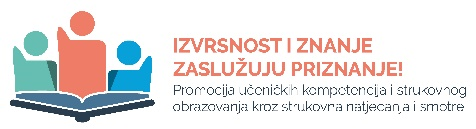 IZVRSNOST I ZNANJE
ZASLUŽUJU PRIZNANJE!
Promocija učeničkih kompetencija i strukovnog
obrazovanja kroz strukovna natjecanja i smotre